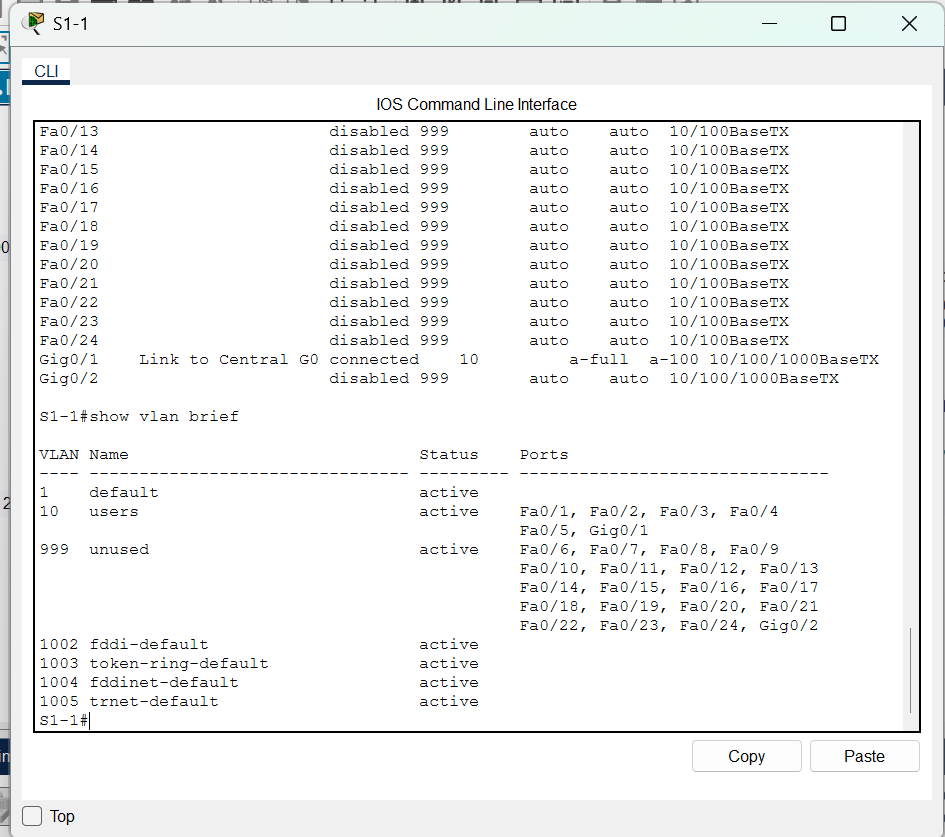 S1-1
CLI
IOS Command Line Interface
Fa0/13                       disabled 999        auto    auto  10/100BaseTX
Fa0/14                       disabled 999        auto    auto  10/100BaseTX
Fa0/15                       disabled 999        auto    auto  10/100BaseTX
Fa0/16                       disabled 999        auto    auto  10/100BaseTX
Fa0/17                       disabled 999        auto    auto  10/100BaseTX
Fa0/18                       disabled 999        auto    auto  10/100BaseTX
Fa0/19                       disabled 999        auto    auto  10/100BaseTX
Fa0/20                       disabled 999        auto    auto  10/100BaseTX
Fa0/21                       disabled 999        auto    auto  10/100BaseTX
Fa0/22                       disabled 999        auto    auto  10/100BaseTX
Fa0/23                       disabled 999        auto    auto  10/100BaseTX
Fa0/24                       disabled 999        auto    auto  10/100BaseTX
Gig0/1    Link to Central G0 connected    10         a-full  a-100 10/100/1000BaseTX
Gig0/2                       disabled 999        auto    auto  10/100/1000BaseTX
S1-1#show vlan brief
VLAN Name                             Status    Ports
---- -------------------------------- --------- -------------------------------
1    default                          active
10   users                            active    Fa0/1, Fa0/2, Fa0/3, Fa0/4
                                                Fa0/5, Gig0/1
999  unused                           active    Fa0/6, Fa0/7, Fa0/8, Fa0/9
                                                Fa0/10, Fa0/11, Fa0/12, Fa0/13
                                                Fa0/14, Fa0/15, Fa0/16, Fa0/17
                                                Fa0/18, Fa0/19, Fa0/20, Fa0/21
                                                Fa0/22, Fa0/23, Fa0/24, Gig0/2
1002 fddi-default                     active
1003 token-ring-default               active
1004 fddinet-default                  active
1005 trnet-default                    active
S1-1#
Copy Paste
Top